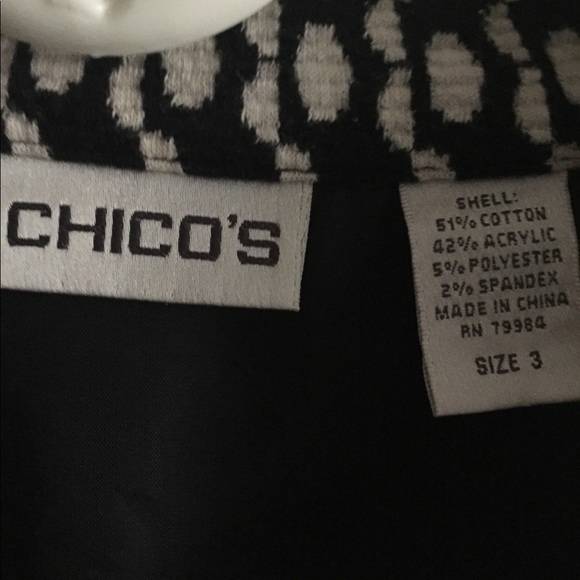 CHICO'S
SHELL:
51% COTTON
42% ACRYLIC
5% POLYESTER
2% SPANDEX
MADE IN CHINA
RN 79984
SIZE 3